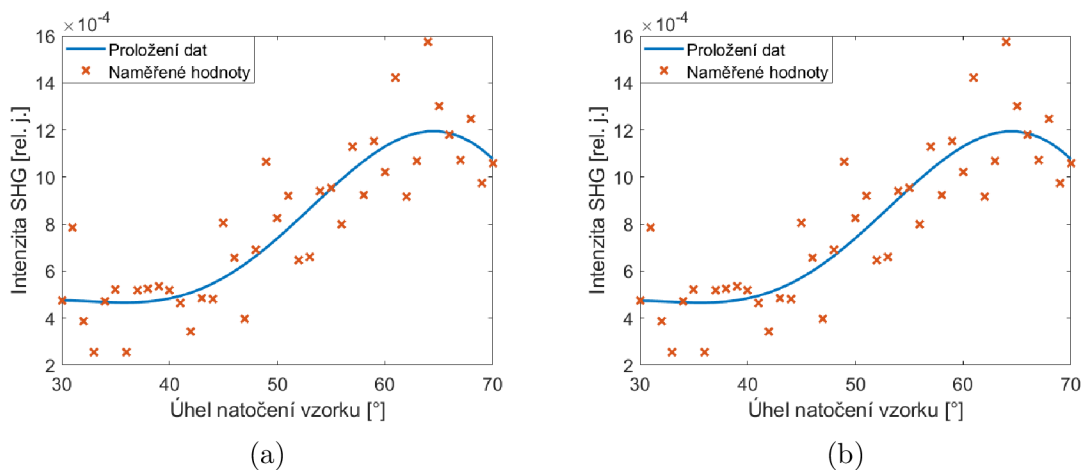 ×10⁻⁴
16
14
12
10
8
6
4
2
30
40
50
60
70
Intenzita SHG [rel. j.]
Úhel natočení vzorku [°]
Proložení dat
Naměřené hodnoty
(a)
×10⁻⁴
16
14
12
10
8
6
4
2
30
40
50
60
70
Intenzita SHG [rel. j.]
Úhel natočení vzorku [°]
Proložení dat
Naměřené hodnoty
(b)